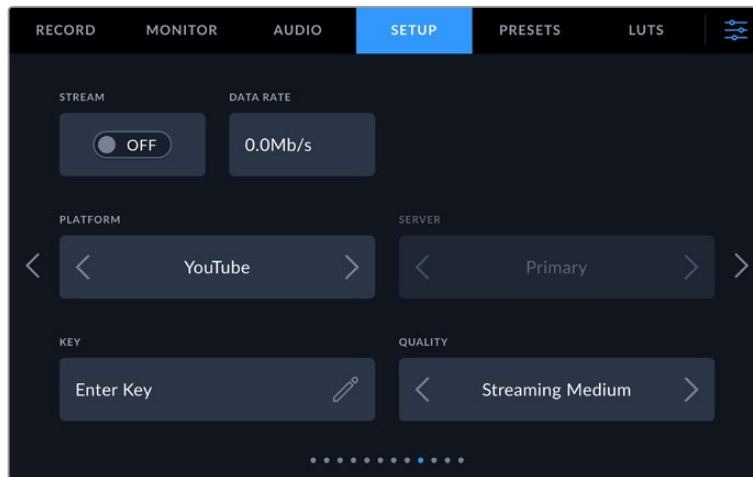 RECORD MONITOR AUDIO SETUP PRESETS LUTS
STREAM DATA RATE
OFF 0.0Mb/s
PLATFORM SERVER
YouTube Primary
KEY QUALITY
Enter Key Streaming Medium